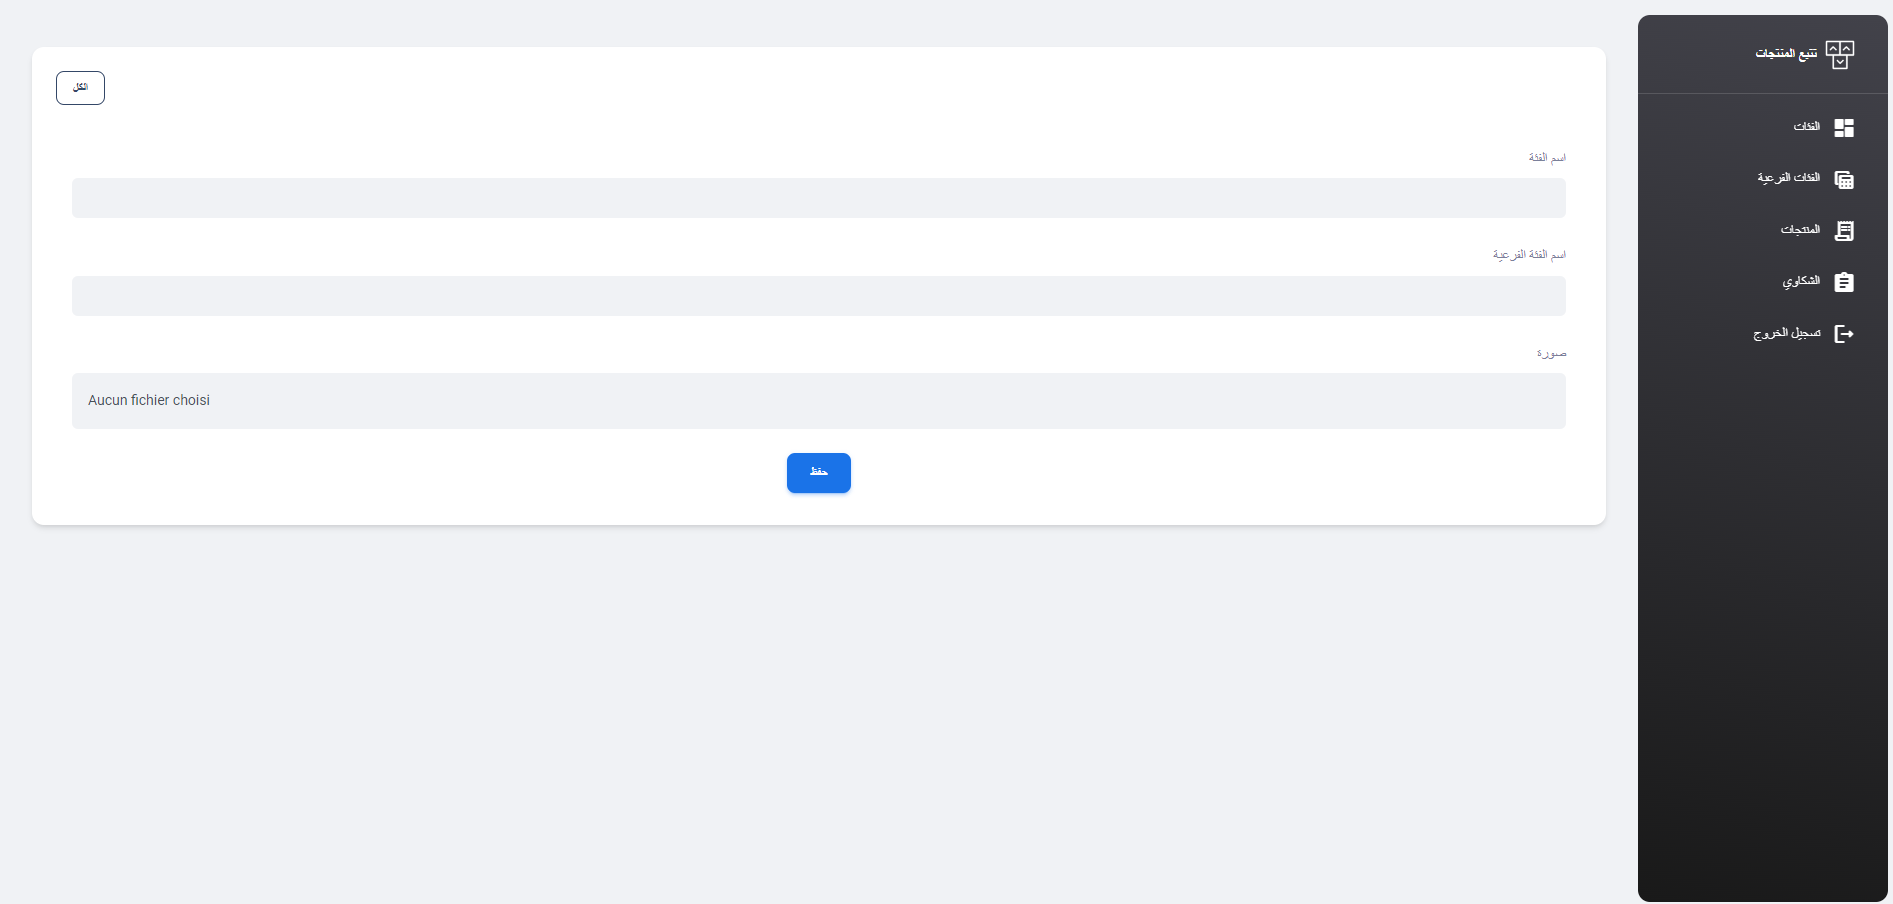 تتبع المنتجات
الفئات
الفئات الفرعية
المنتجات
الشكاوي
تسجيل الخروج
الكل
اسم الفئة
اسم الفئة الفرعية
صورة
Aucun fichier choisi
حفظ